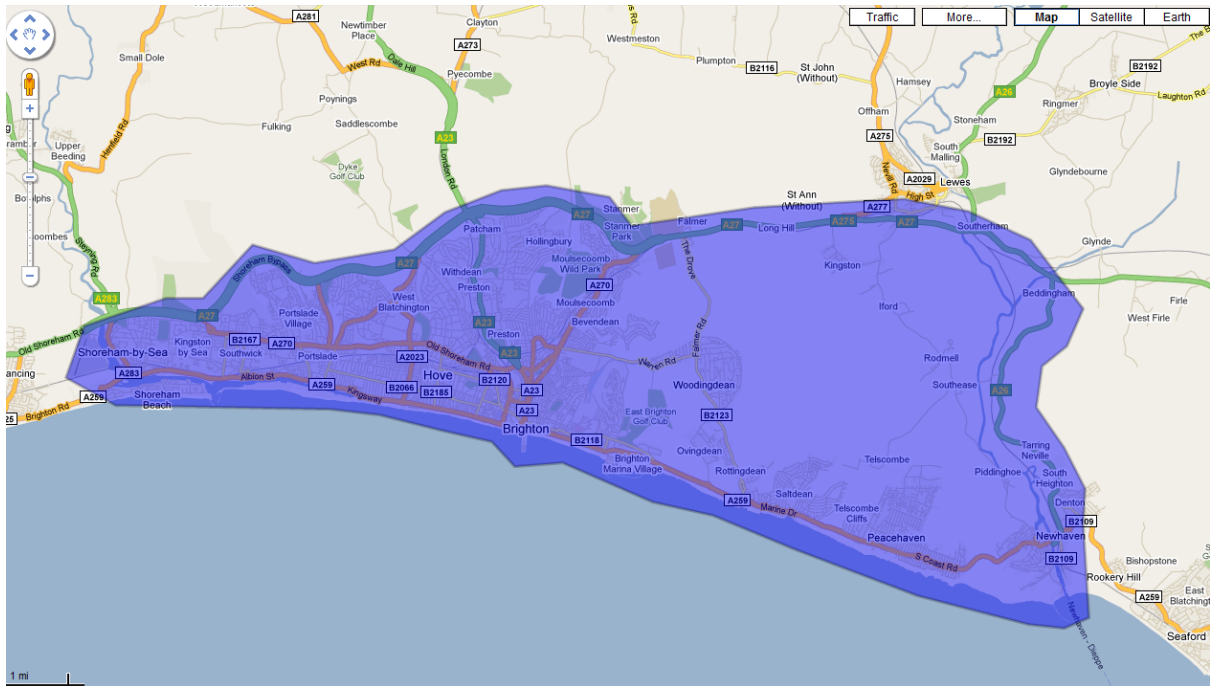 Traffic
More...
Map
Satellite
Earth
A281
Newtimber
Place
Clayton
A273
Westmeston
Small Dole
West Rd
Dale Hill
Pyecombe
Plumpton
B2116
St John
(Without)
Hamsey
B2192
Broyle Side
Laughton Rd
Poynings
Saddlescombe
Fulking
A23
London Rd
Offham
A275
Stoneham
A26
Ringmer
B2192
Henfield Rd
Upper
Beeding
Dyke
Golf Club
South
Malling
Nevill Rd
A2029
High St
Lewes
Glyndebourne
St Ann
(Without)
A277
Stanmer
Stanmer
Park
A27
Falmer
A27
Long Hill
A275
A27
Southerham
Glynde
Steyning Rd
Patcham
Hollingbury
Shoreham Bypass
A27
Withdean
Preston
Moulsecoomb
Wild Park
A270
The Drove
Kingston
Beddingham
Firle
West Firle
A283
West
Blatchington
Moulsecoomb
Iford
A27
Portslade
Village
A23
Bevendean
Old Shoreham Rd
Kingston
by Sea
B2167
A270
Preston
Falmer Rd
Shoreham-by-Sea
Southwick
Portslade
A2023
Old Shoreham Rd
A23
Warren Rd
Rodmell
A283
Albion St
A259
Hove
B2120
Woodingdean
Southease
Kingsway
B2066
B2185
A23
A26
Brighton Rd
A259
Shoreham
Beach
A23
East Brighton
Golf Club
B2123
Brighton
B2118
Ovingdean
Tarring
Neville
Brighton
Marina Village
Rottingdean
Telscombe
Piddinghoe
South
Heighton
Saltdean
A259
Marine Dr
Telscombe
Cliffs
Denton
B2109
Peacehaven
Newhaven
S Coast Rd
B2109
Bishopstone
Rookery Hill
A259
East
Blatchington
Newhaven - Dieppe
Seaford
1 mi